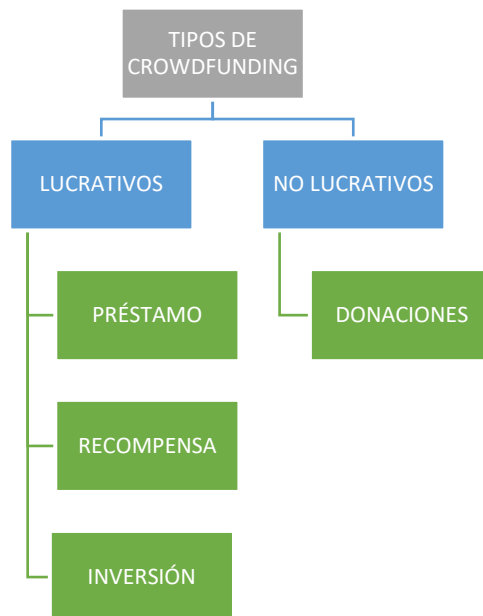 TIPOS DE
CROWDFUNDING
LUCRATIVOS
NO LUCRATIVOS
PRÉSTAMO
DONACIONES
RECOMPENSA
INVERSIÓN